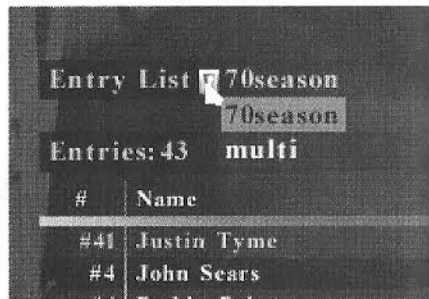 Entry List 70season
70season
Entries: 43 multi
# Name
#41 Justin Tyme
#4 John Sears